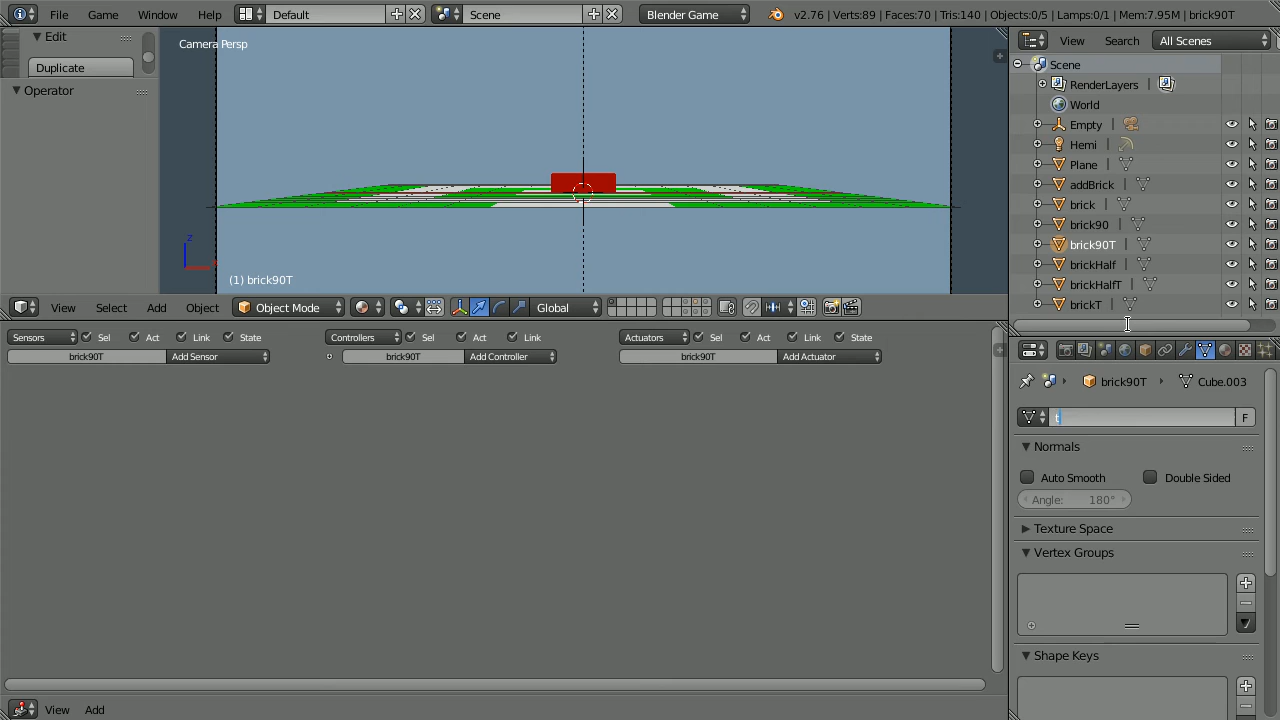 File Game Window Help Default Scene Blender Game v2.76 | Verts:89 | Faces:70 | Tris:140 | Objects:0/5 | Lamps:0/1 | Mem:7.95M | brick90T
Edit
Duplicate
Operator
Camera Persp
z
(1) brick90T
View Select Add Object Object Mode Global
View Search All Scenes
Scene
RenderLayers
World
Empty
Hemi
Plane
addBrick
brick
brick90
brick90T
brickHalf
brickHalfT
brickT
Sensors Sel Act Link State Controllers Sel Act Link Actuators Sel Act Link State
brick90T Add Sensor brick90T Add Controller brick90T Add Actuator
brick90T Cube.003
t F
Normals
Auto Smooth Double Sided
Angle: 180°
Texture Space
Vertex Groups
Shape Keys
View Add